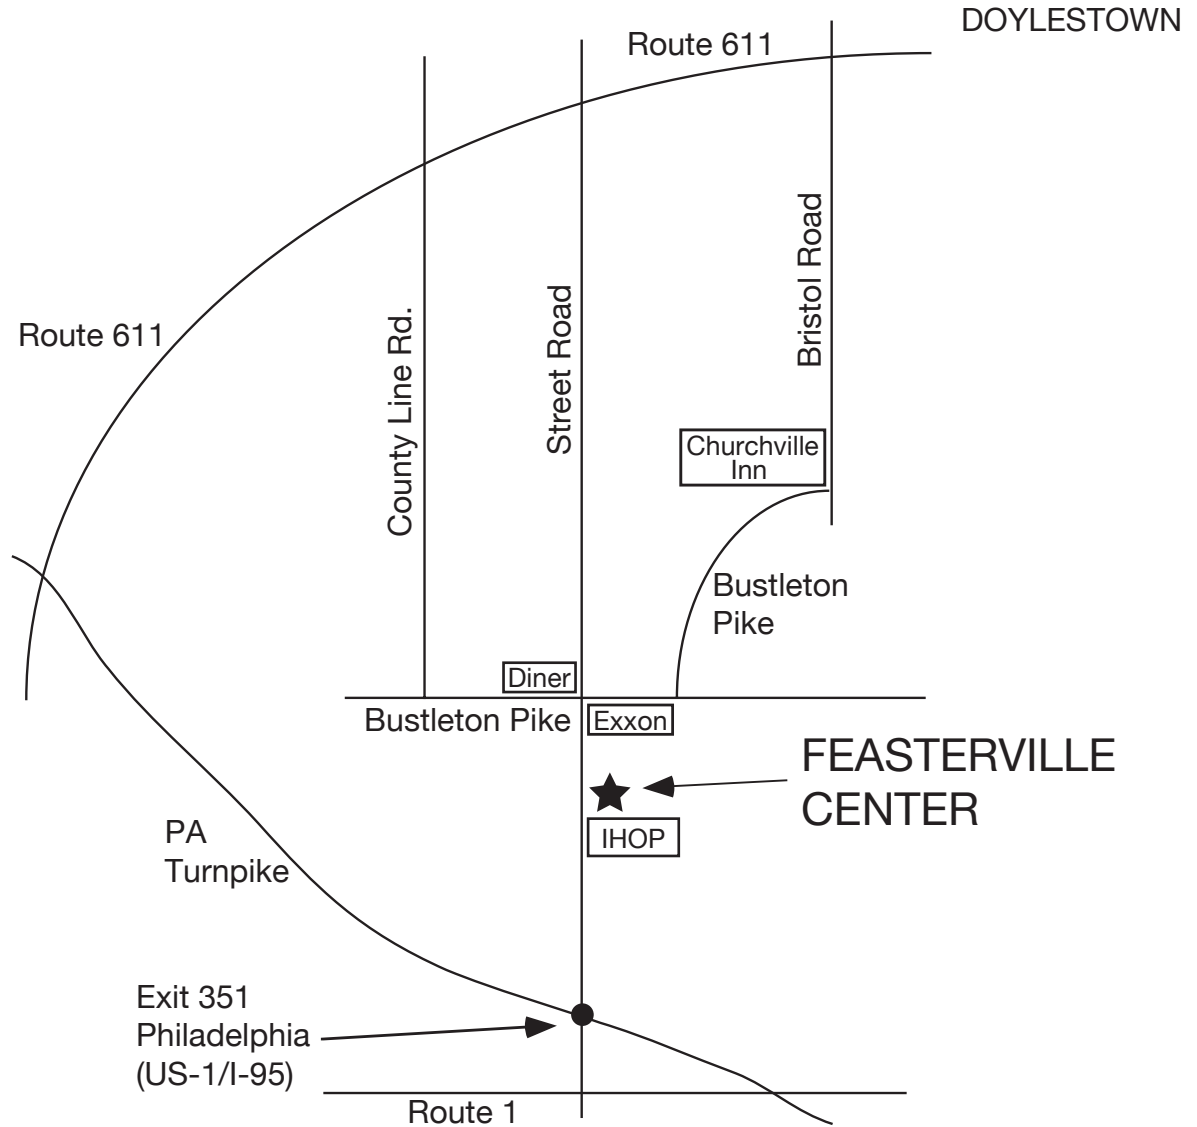 DOYLESTOWN
Route 611
Bristol Road
Street Road
County Line Rd.
Route 611
Churchville
Inn
Bustleton
Pike
Diner
Bustleton Pike
Exxon
FEASTERVILLE
CENTER
IHOP
PA
Turnpike
Exit 351
Philadelphia
(US-1/I-95)
Route 1